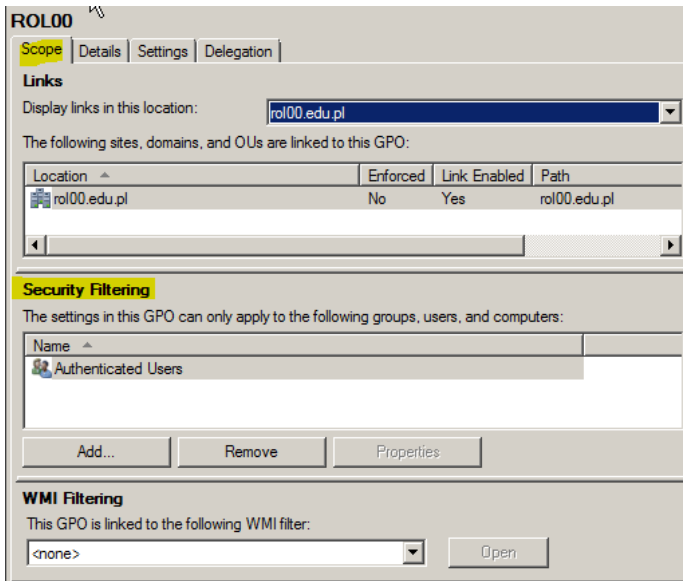 ROL00
Scope Details Settings Delegation
Links
Display links in this location: rol00.edu.pl
The following sites, domains, and OUs are linked to this GPO:
Location Enforced Link Enabled Path
rol00.edu.pl No Yes rol00.edu.pl
Security Filtering
The settings in this GPO can only apply to the following groups, users, and computers:
Name
Authenticated Users
Add... Remove Properties
WMI Filtering
This GPO is linked to the following WMI filter:
<none> Open